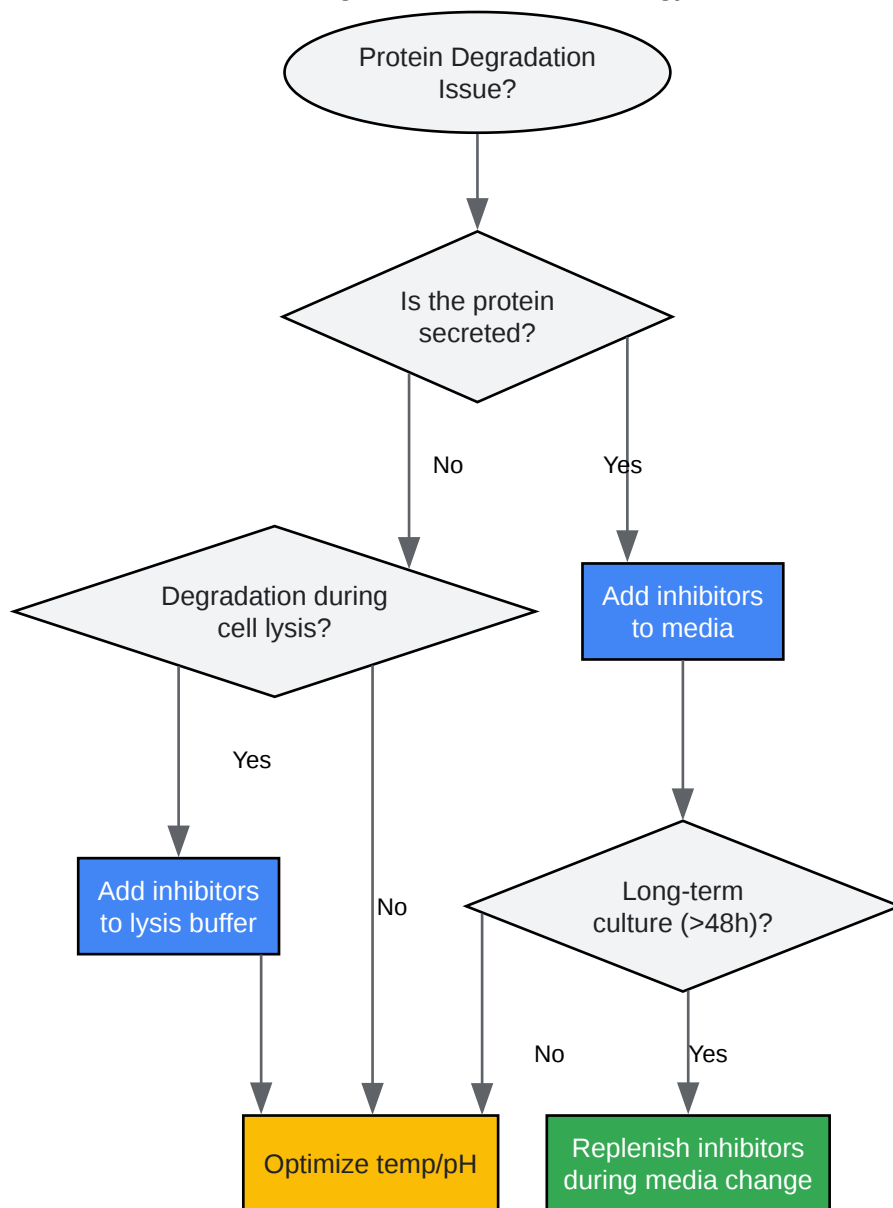 Protein Degradation
Issue?
Is the protein
secreted?
No
Yes
Degradation during
cell lysis?
Add inhibitors
to media
Yes
Add inhibitors
to lysis buffer
No
Long-term
culture (>48h)?
No
Yes
Optimize temp/pH
Replenish inhibitors
during media change